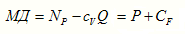 МД = N_P − c_V Q = P + C_F